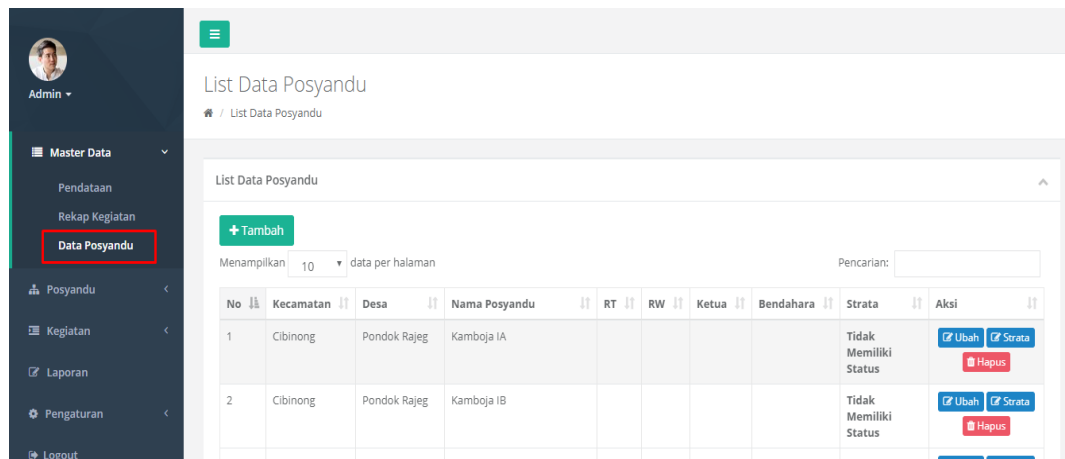 Admin
Master Data
Pendataan
Rekap Kegiatan
Data Posyandu
Posyandu
Kegiatan
Laporan
Pengaturan
Logout
List Data Posyandu
/ List Data Posyandu
List Data Posyandu
Tambah
Menampilkan 10 data per halaman
Pencarian:
No Kecamatan Desa Nama Posyandu RT RW Ketua Bendahara Strata Aksi
1 Cibinong Pondok Rajeg Kamboja IA Tidak Memiliki Status Ubah Strata Hapus
2 Cibinong Pondok Rajeg Kamboja IB Tidak Memiliki Status Ubah Strata Hapus